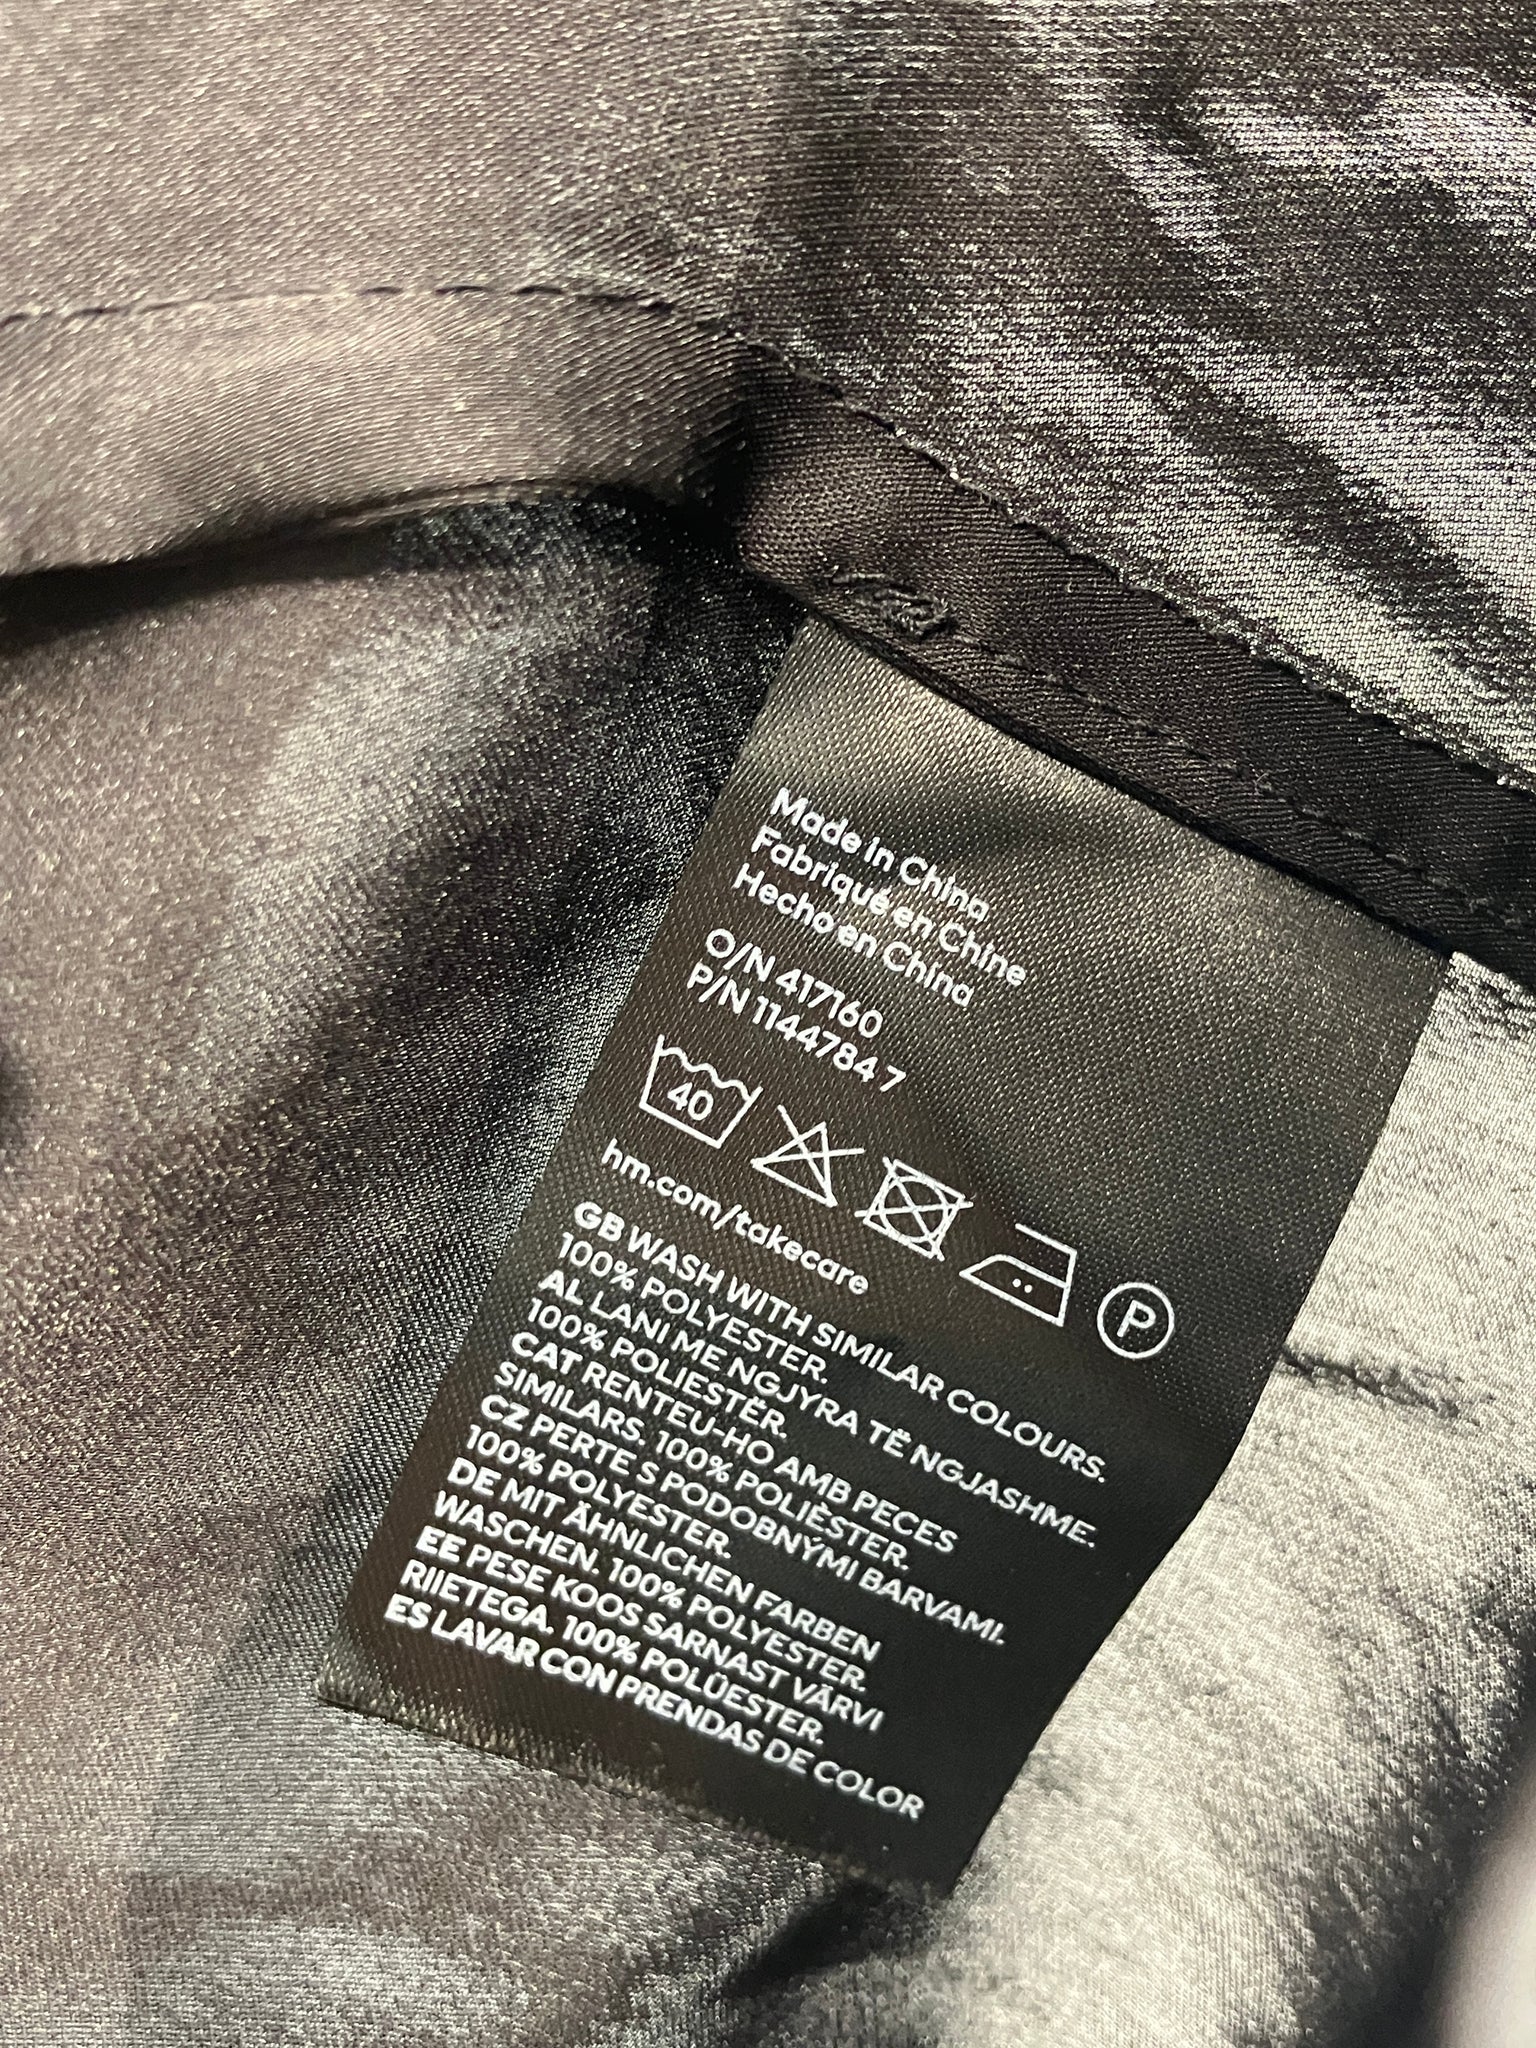 Made in China
Fabriqué en Chine
Hecho en China
O/N 417160
P/N 1144784 7
40
P
hm.com/takecare
GB WASH WITH SIMILAR COLOURS.
100% POLYESTER.
AL LANI ME NGJYRA TË NGJASHME.
100% POLIESTËR.
CAT RENTEU-HO AMB PECES
SIMILARS. 100% POLIÈSTER.
CZ PERTE S PODOBNÝMI BARVAMI.
100% POLYESTER.
DE MIT ÄHNLICHEN FARBEN
WASCHEN. 100% POLYESTER.
EE PESE KOOS SARNAST VÄRVI
RIIETEGA. 100% POLÜESTER.
ES LAVAR CON PRENDAS DE COLOR